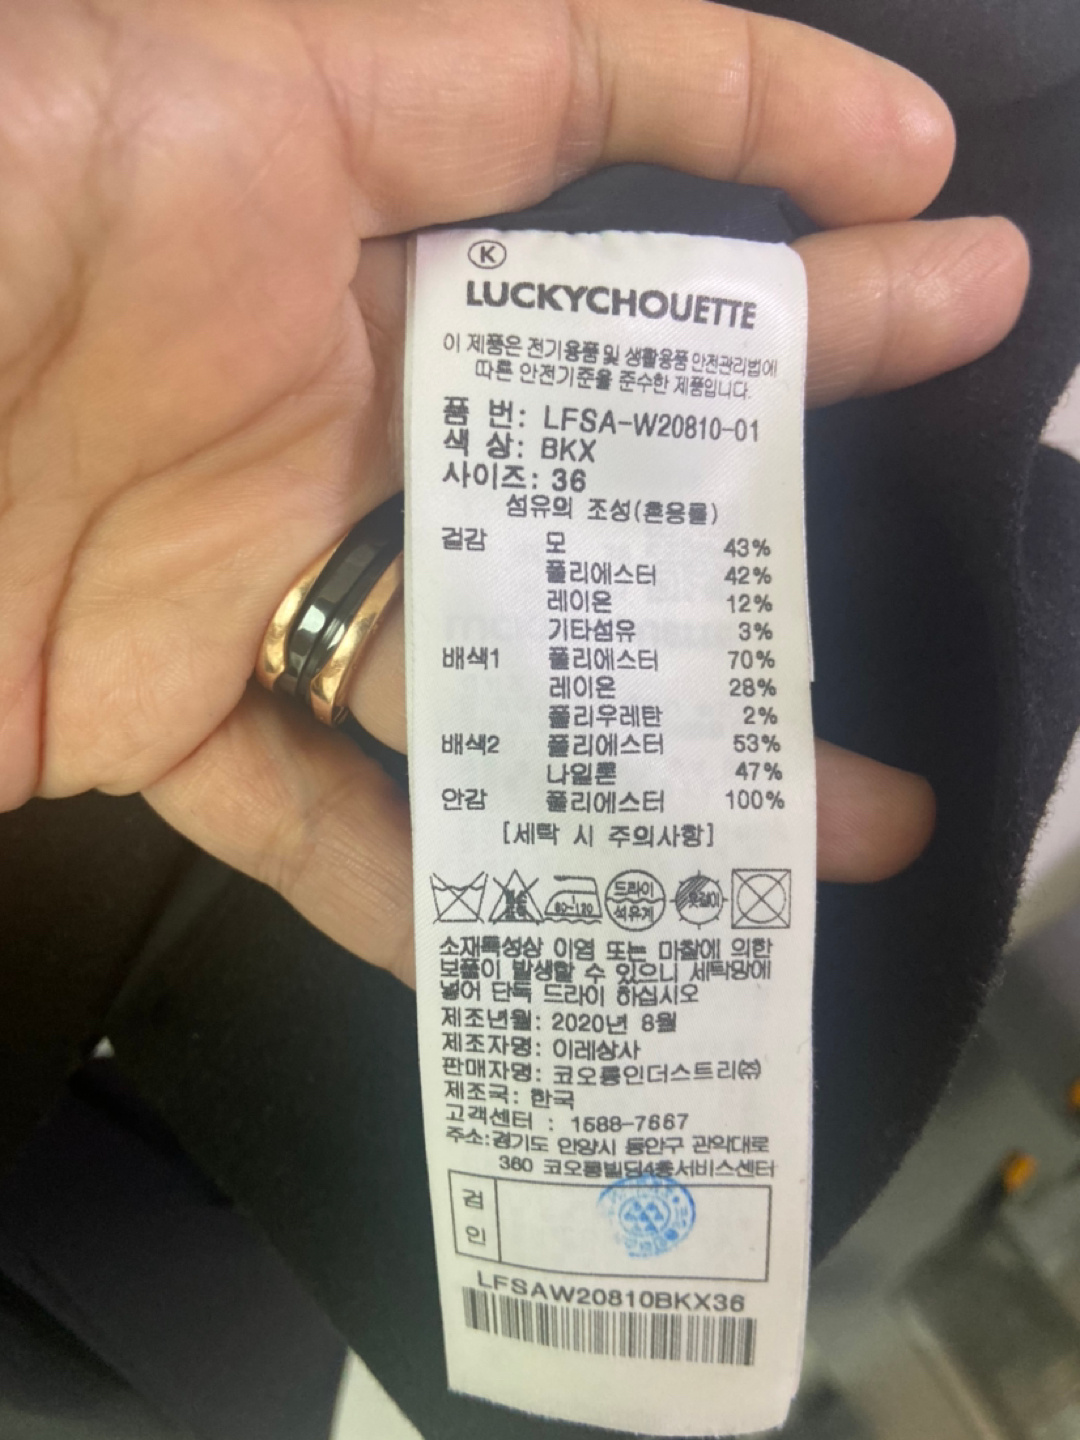 K
LUCKYCHOUETTE
이 제품은 전기용품 및 생활용품 안전관리법에
따른 안전기준을 준수한 제품입니다.
품 번: LFSA-W20810-01
색 상: BKX
사이즈: 36
섬유의 조성(혼용률)
겉감 모 43%
폴리에스터 42%
레이온 12%
기타섬유 3%
배색1 폴리에스터 70%
레이온 28%
폴리우레탄 2%
배색2 폴리에스터 53%
나일론 47%
안감 폴리에스터 100%
[세탁 시 주의사항]
80~120 드라이 옷걸이
석유계
소재특성상 이염 또는 마찰에 의한
보풀이 발생할 수 있으니 세탁망에
넣어 단독 드라이 하십시오
제조년월: 2020년 8월
제조자명: 이레상사
판매자명: 코오롱인더스트리㈜
제조국: 한국
고객센터 : 1588-7667
주소:경기도 안양시 동안구 관악대로
360 코오롱빌딩4층서비스센터
검
인
LFSAW20810BKX36